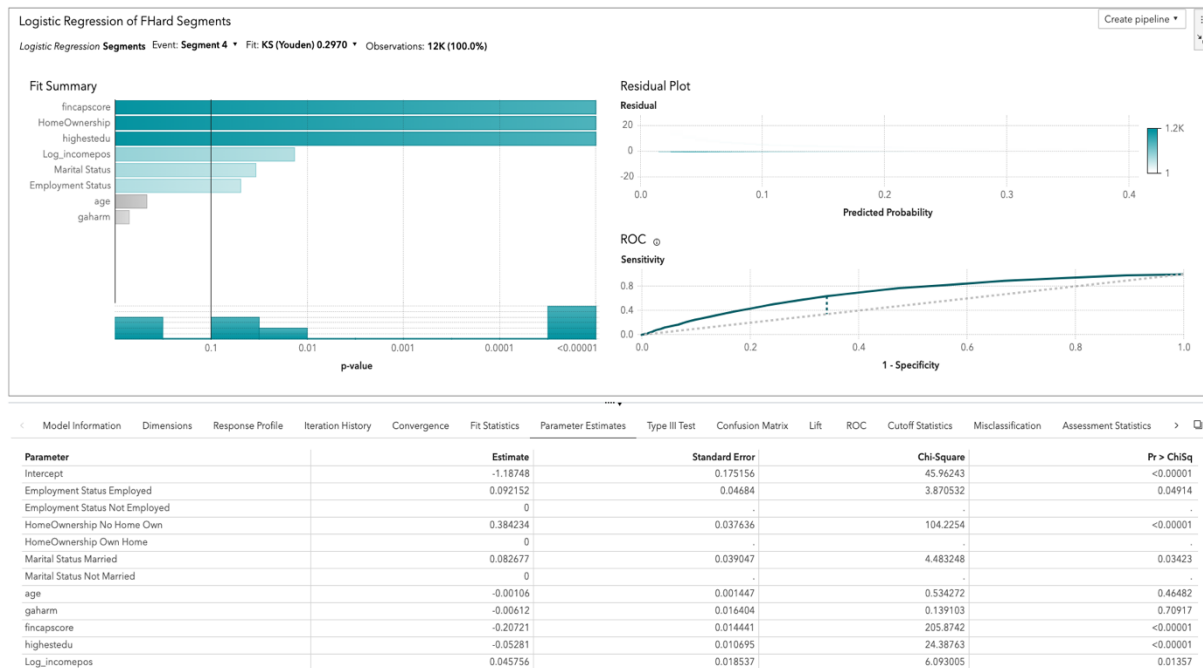 Logistic Regression of FHard Segments
Create pipeline
Logistic Regression Segments Event: Segment 4 Fit: KS (Youden) 0.2970 Observations: 12K (100.0%)
Fit Summary
fincapscore
HomeOwnership
highestedu
Log_incomepos
Marital Status
Employment Status
age
gaharm
0.1 0.01 0.001 0.0001 <0.00001
p-value
Residual Plot
Residual
20
0
-20
0.0 0.1 0.2 0.3 0.4
Predicted Probability
1.2K
1
ROC
Sensitivity
0.8
0.4
0.0
0.0 0.2 0.4 0.6 0.8 1.0
1 - Specificity
Model Information Dimensions Response Profile Iteration History Convergence Fit Statistics Parameter Estimates Type III Test Confusion Matrix Lift ROC Cutoff Statistics Misclassification Assessment Statistics
Parameter Estimate Standard Error Chi-Square Pr > ChiSq
Intercept -1.18748 0.175156 45.96243 <0.00001
Employment Status Employed 0.092152 0.04684 3.870532 0.04914
Employment Status Not Employed 0 . . .
HomeOwnership No Home Own 0.384234 0.037636 104.2254 <0.00001
HomeOwnership Own Home 0 . . .
Marital Status Married 0.082677 0.039047 4.483248 0.03423
Marital Status Not Married 0 . . .
age -0.00106 0.001447 0.534272 0.46482
gaharm -0.00612 0.016404 0.139103 0.70917
fincapscore -0.20721 0.014441 205.8742 <0.00001
highestedu -0.05281 0.010695 24.38763 <0.00001
Log_incomepos 0.045756 0.018537 6.093005 0.01357